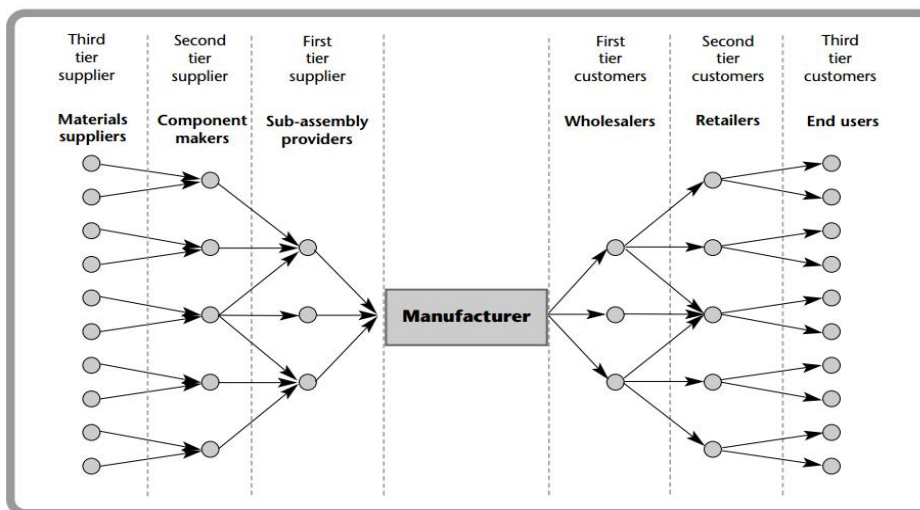 Third
tier
supplier
Second
tier
supplier
First
tier
supplier
First
tier
customers
Second
tier
customers
Third
tier
customers
Materials
suppliers
Component
makers
Sub-assembly
providers
Wholesalers
Retailers
End users
Manufacturer